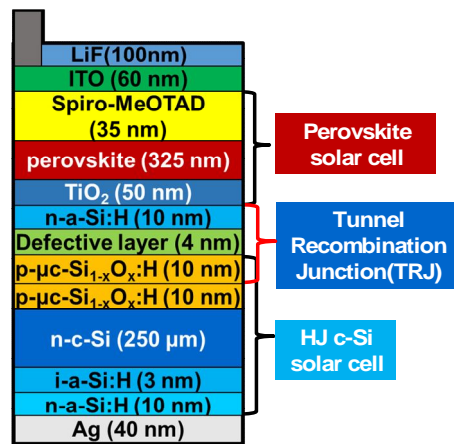 LiF(100nm)
ITO (60 nm)
Spiro-MeOTAD
(35 nm)
perovskite (325 nm)
TiO₂ (50 nm)
n-a-Si:H (10 nm)
Defective layer (4 nm)
p-µc-Si₁₋ₓOₓ:H (10 nm)
p-µc-Si₁₋ₓOₓ:H (10 nm)
n-c-Si (250 µm)
i-a-Si:H (3 nm)
n-a-Si:H (10 nm)
Ag (40 nm)
Perovskite
solar cell
Tunnel
Recombination
Junction(TRJ)
HJ c-Si
solar cell